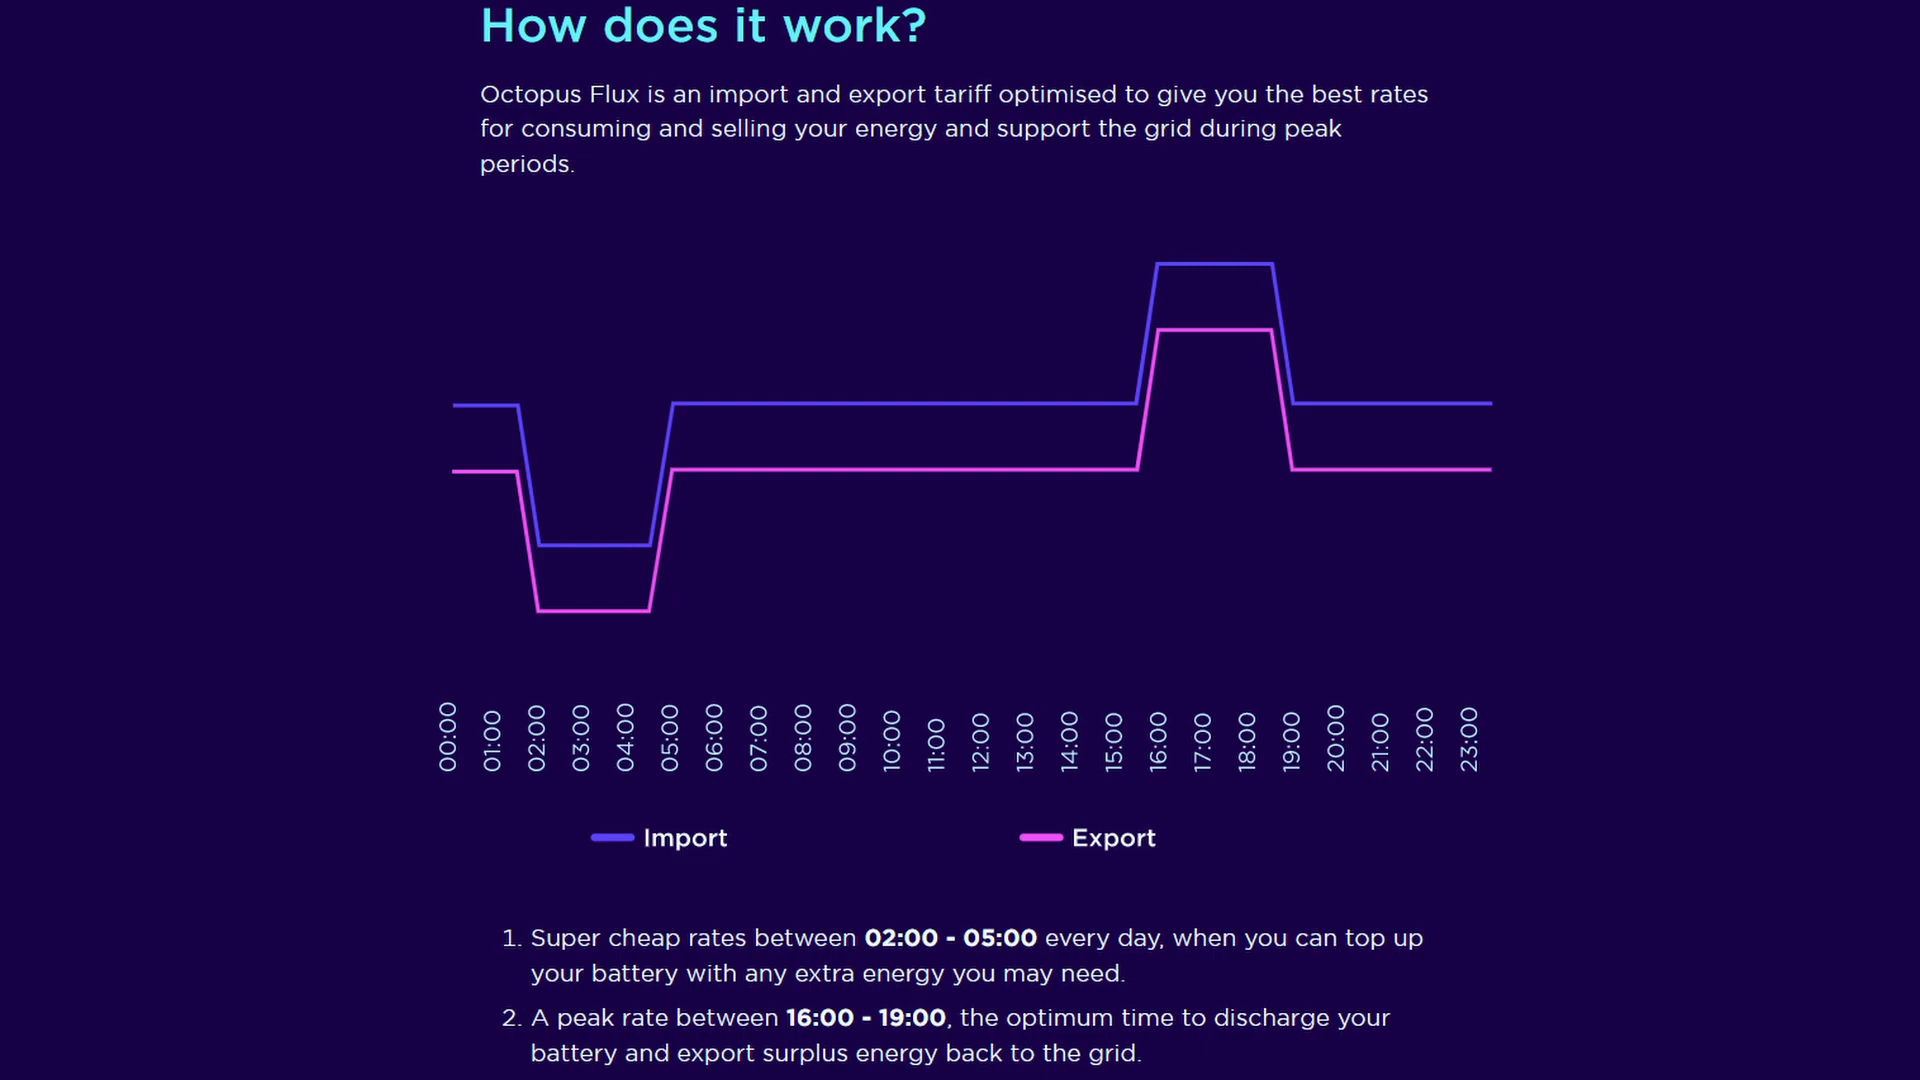 How does it work?
Octopus Flux is an import and export tariff optimised to give you the best rates
for consuming and selling your energy and support the grid during peak
periods.
00:00
01:00
02:00
03:00
04:00
05:00
06:00
07:00
08:00
09:00
10:00
11:00
12:00
13:00
14:00
15:00
16:00
17:00
18:00
19:00
20:00
21:00
22:00
23:00
Import
Export
1. Super cheap rates between 02:00 - 05:00 every day, when you can top up
your battery with any extra energy you may need.
2. A peak rate between 16:00 - 19:00, the optimum time to discharge your
battery and export surplus energy back to the grid.